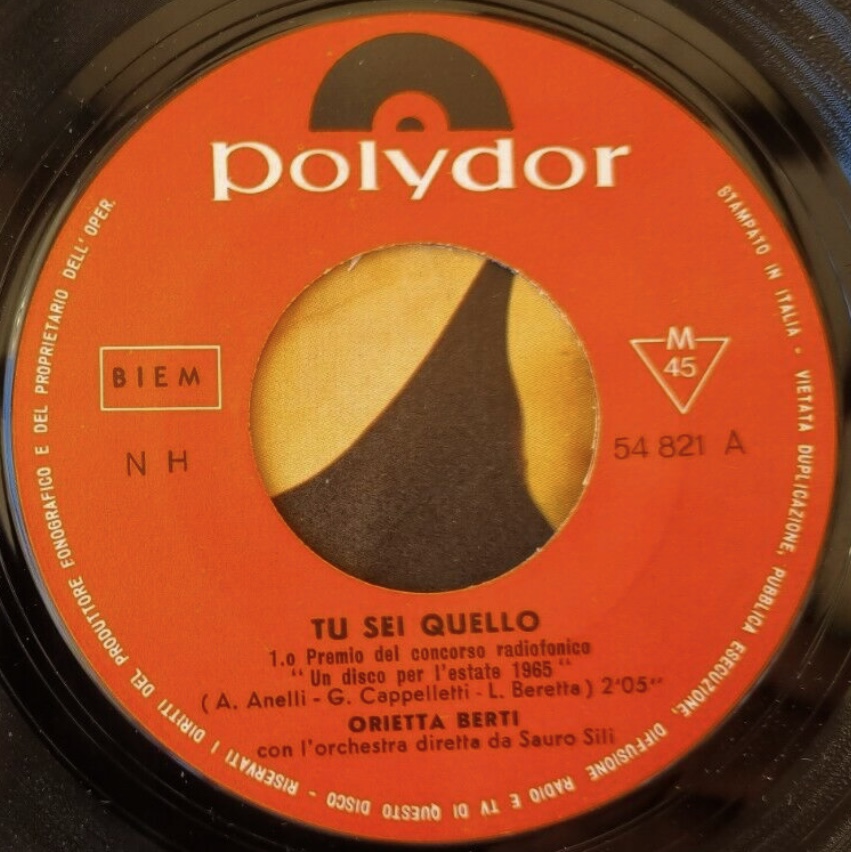 polydor
BIEM
NH
M
45
54 821 A
TU SEI QUELLO
1.o Premio del concorso radiofonico
"Un disco per l'estate 1965"
(A. Anelli - G. Cappelletti - L. Beretta) 2'05"
ORIETTA BERTI
con l'orchestra diretta da Sauro Sili
STAMPATO IN ITALIA - VIETATA DUPLICAZIONE, PUBBLICA ESECUZIONE, DIFFUSIONE RADIO E TV DI QUESTO DISCO - RISERVATI I DIRITTI DEL PRODUTTORE FONOGRAFICO E DEL PROPRIETARIO DELL'OPER.